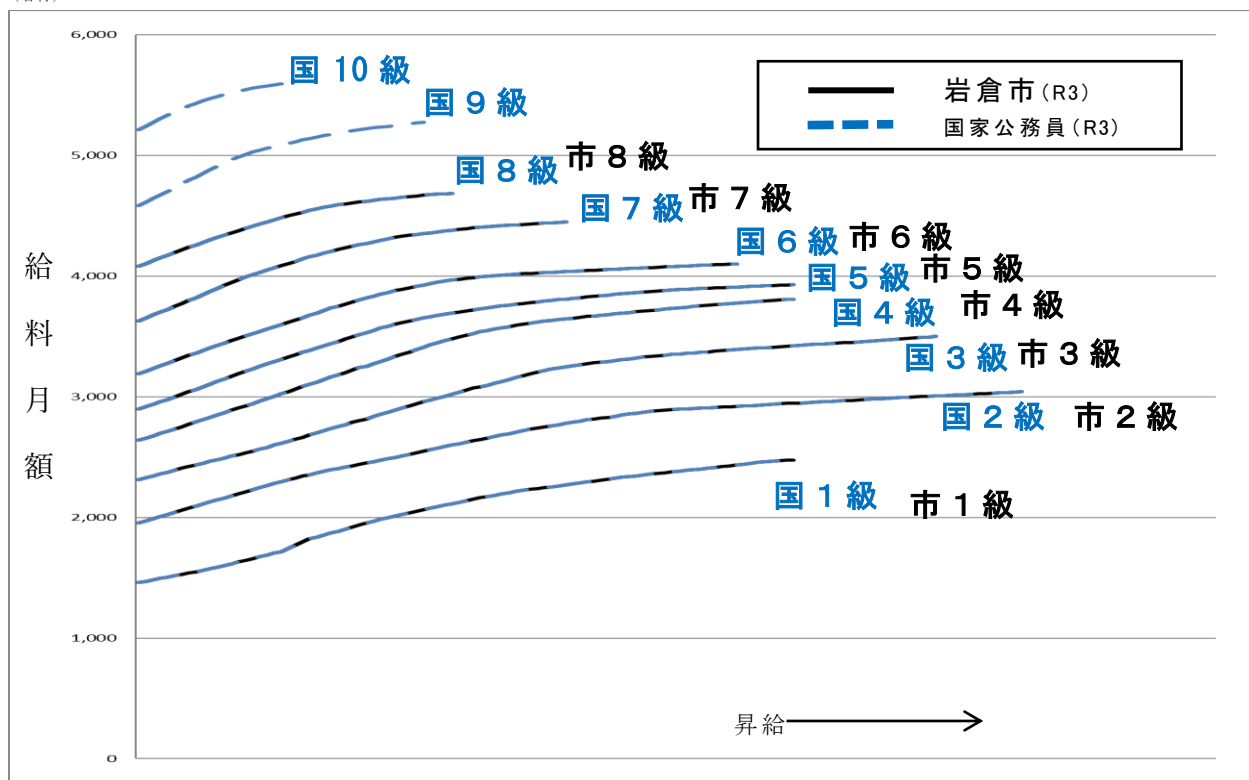 6,000
5,000
4,000
3,000
2,000
1,000
0
給料月額
岩倉市(R3)
国家公務員(R3)
国10級
国9級
国8級 市8級
国7級 市7級
国6級 市6級
国5級 市5級
国4級 市4級
国3級 市3級
国2級 市2級
国1級 市1級
昇給